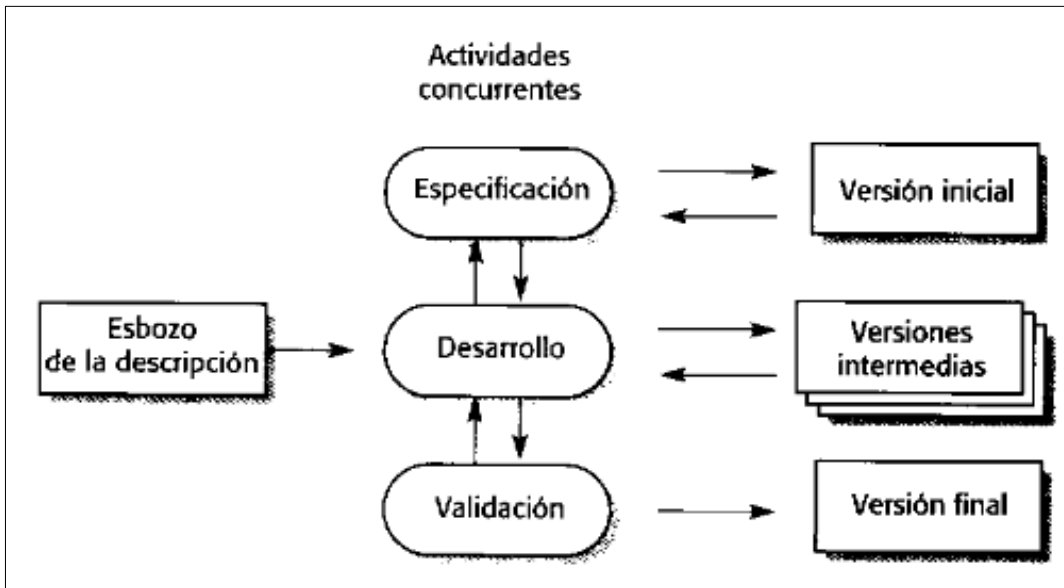 Actividades
concurrentes
Especificación
Versión inicial
Esbozo
de la descripción
Desarrollo
Versiones
intermedias
Validación
Versión final